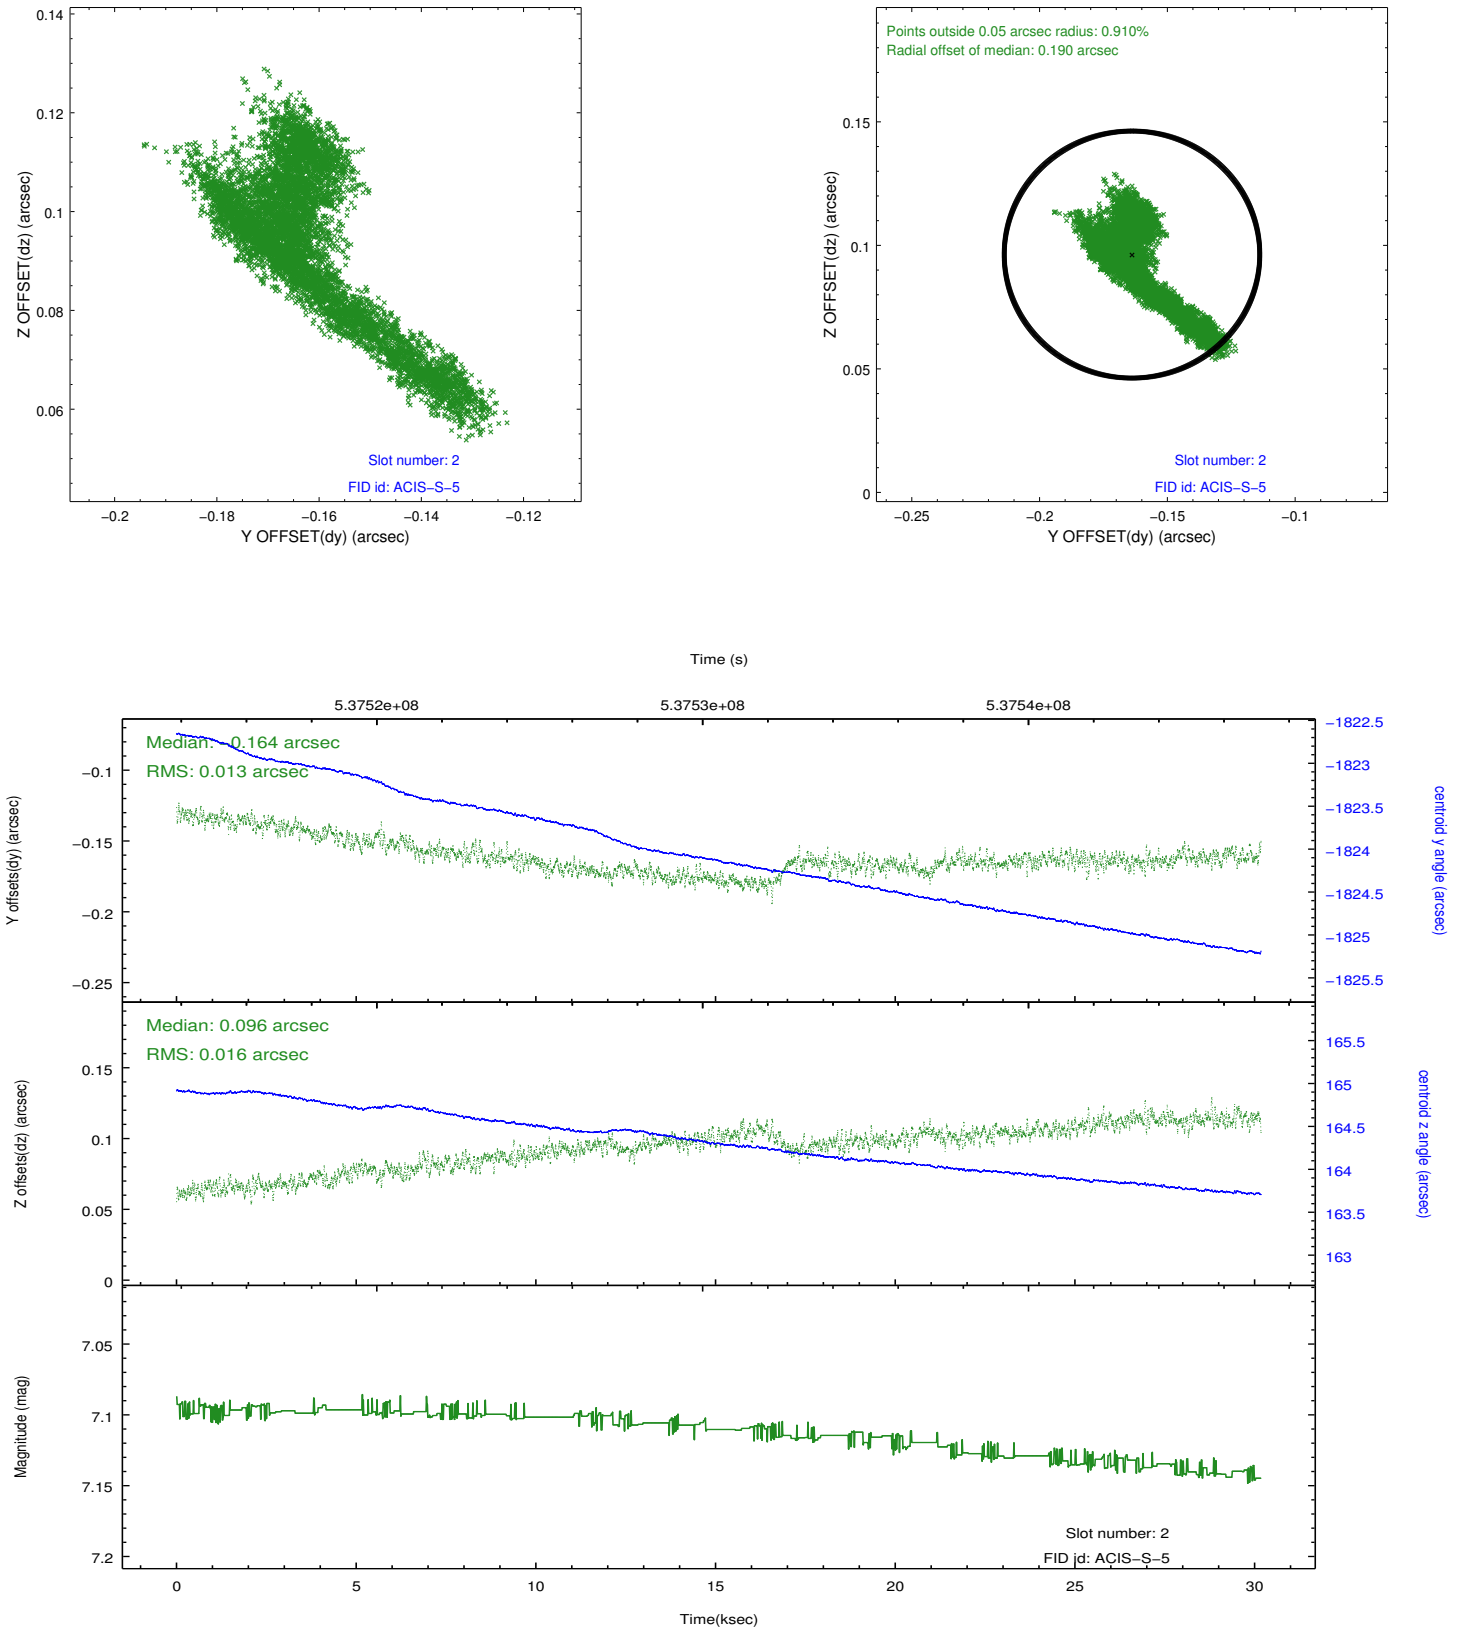 0.14
0.12
0.1
0.08
0.06
Z OFFSET(dz) (arcsec)
Slot number: 2
FID id: ACIS−S−5
−0.2 −0.18 −0.16 −0.14 −0.12
Y OFFSET(dy) (arcsec)
Points outside 0.05 arcsec radius: 0.910%
Radial offset of median: 0.190 arcsec
0.15
0.1
0.05
0
Z OFFSET(dz) (arcsec)
Slot number: 2
FID id: ACIS−S−5
−0.25 −0.2 −0.15 −0.1
Y OFFSET(dy) (arcsec)
Time (s)
5.3752e+08 5.3753e+08 5.3754e+08
Median: −0.164 arcsec
RMS: 0.013 arcsec
−0.1
−0.15
−0.2
−0.25
Y offsets(dy) (arcsec)
−1822.5
−1823
−1823.5
−1824
−1824.5
−1825
−1825.5
centroid y angle (arcsec)
Median: 0.096 arcsec
RMS: 0.016 arcsec
0.15
0.1
0.05
0
Z offsets(dz) (arcsec)
165.5
165
164.5
164
163.5
163
centroid z angle (arcsec)
7.05
7.1
7.15
7.2
Magnitude (mag)
Slot number: 2
FID id: ACIS−S−5
0 5 10 15 20 25 30
Time(ksec)